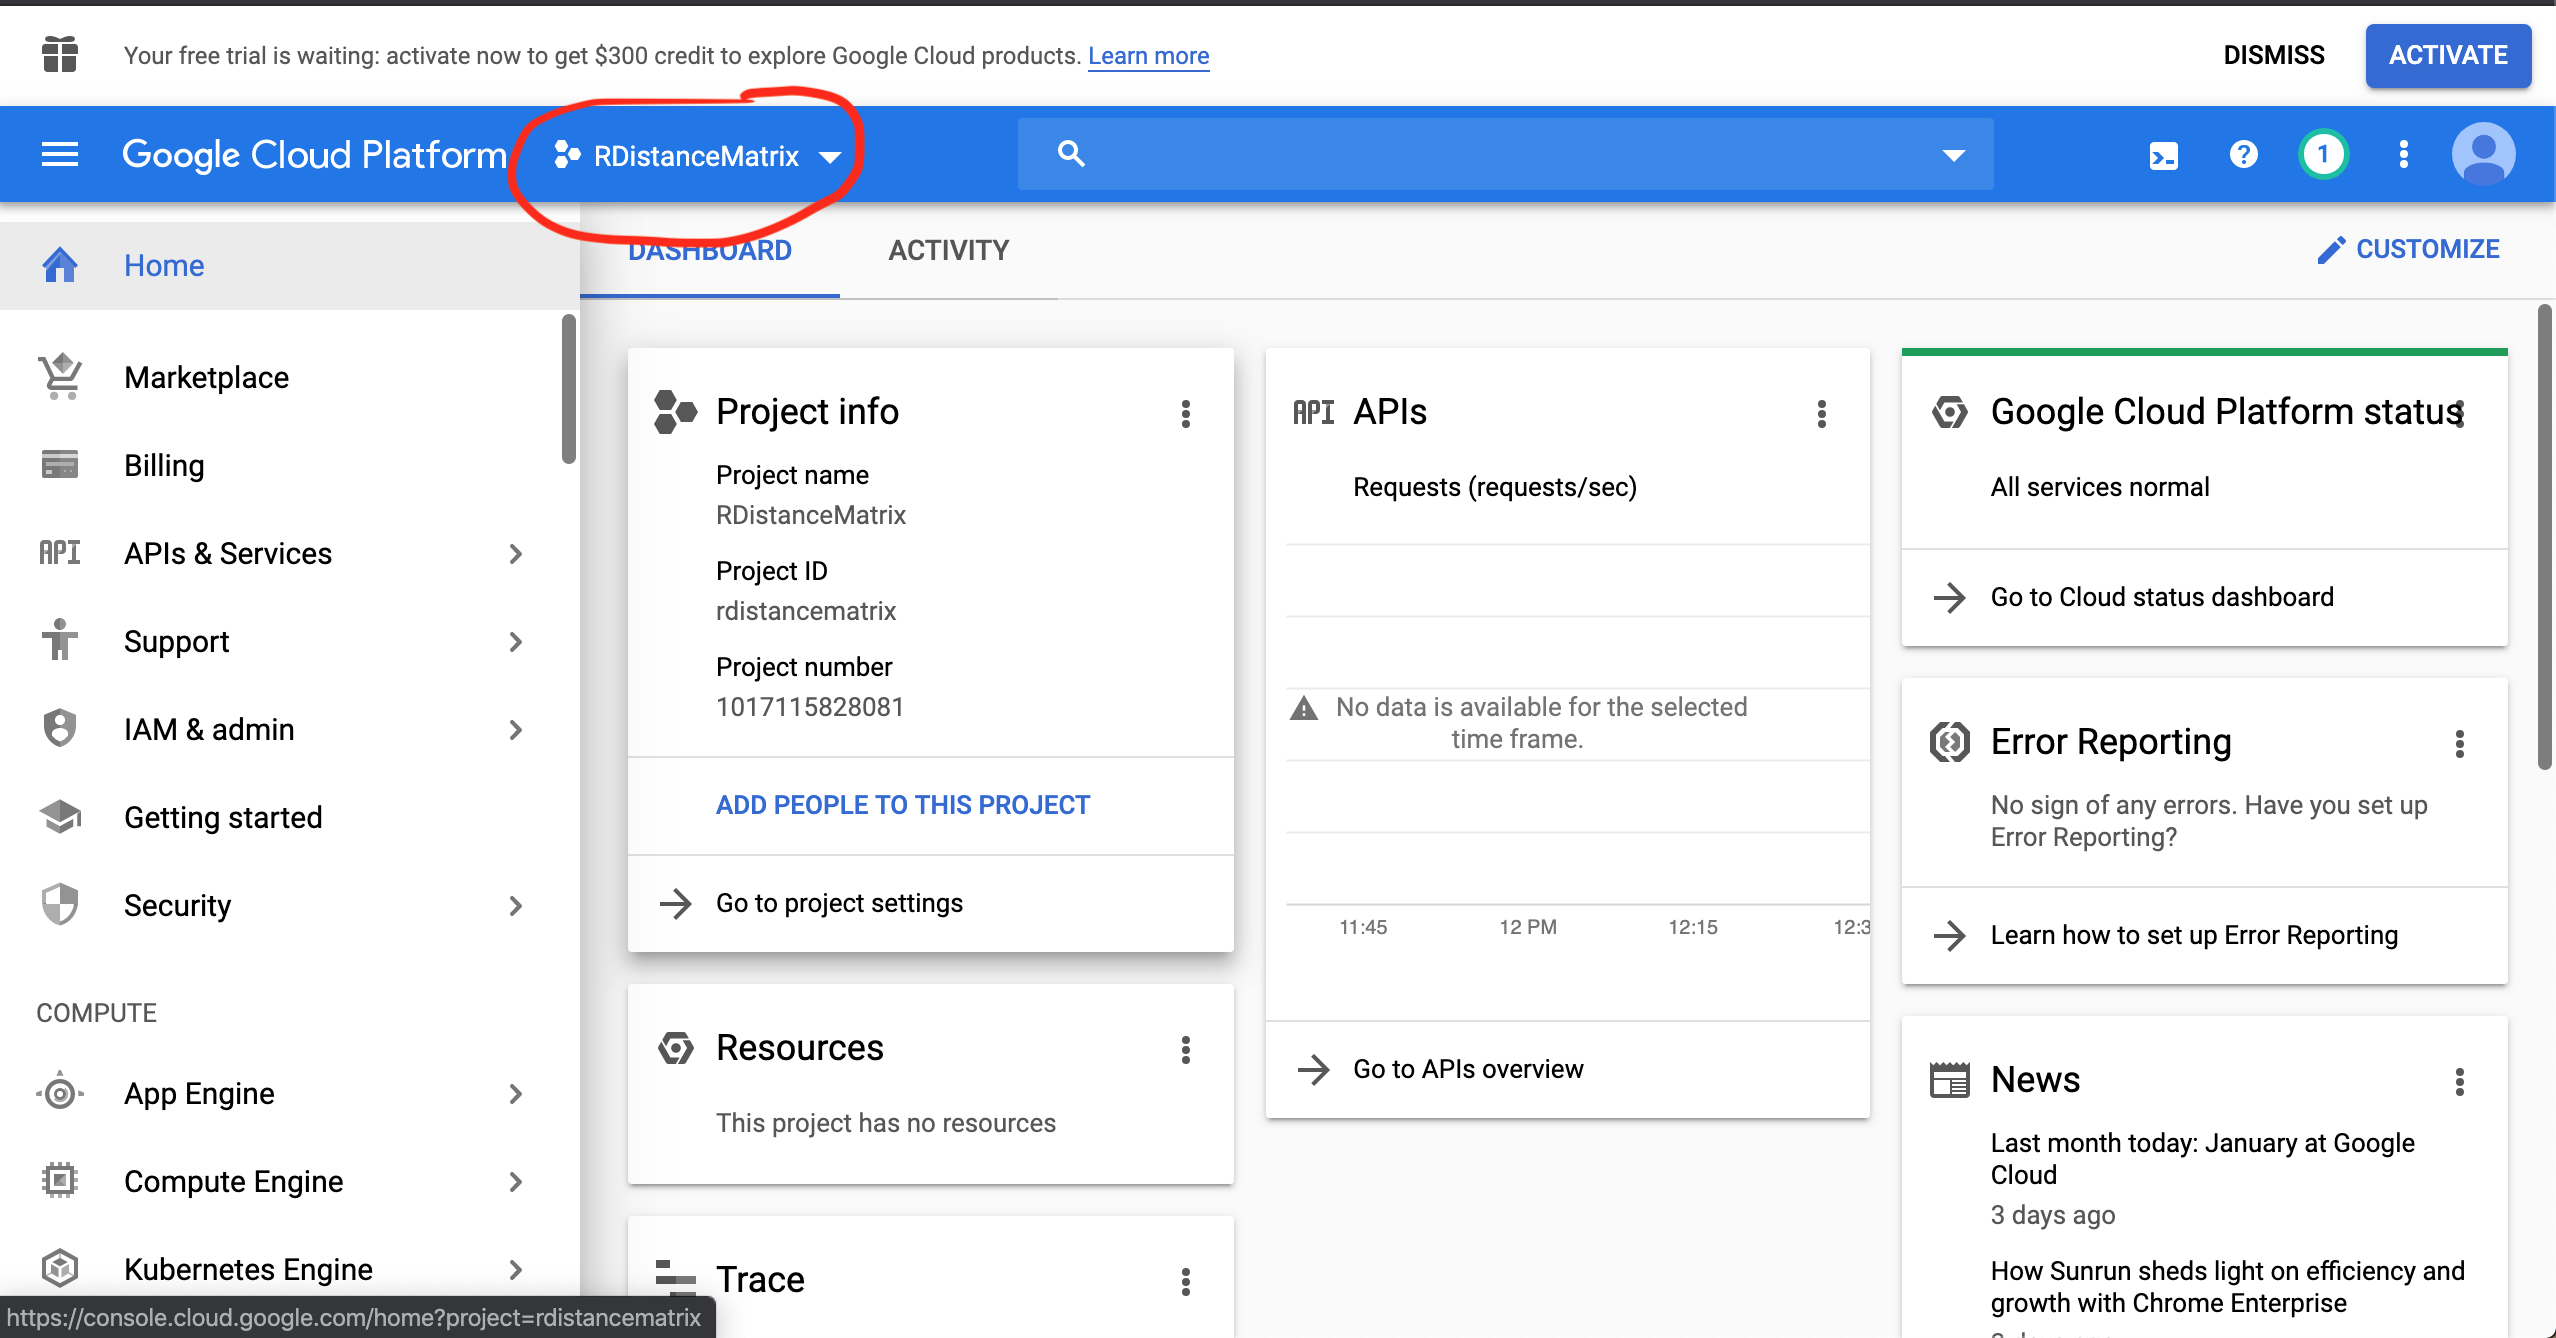 Your free trial is waiting: activate now to get $300 credit to explore Google Cloud products. Learn more
DISMISS
ACTIVATE
Google Cloud Platform
RDistanceMatrix
1
Home
Marketplace
Billing
API
APIs & Services
Support
IAM & admin
Getting started
Security
COMPUTE
App Engine
Compute Engine
Kubernetes Engine
https://console.cloud.google.com/home?project=rdistancematrix
DASHBOARD
ACTIVITY
CUSTOMIZE
Project info
Project name
RDistanceMatrix
Project ID
rdistancematrix
Project number
1017115828081
ADD PEOPLE TO THIS PROJECT
Go to project settings
Resources
This project has no resources
Trace
API
APIs
Requests (requests/sec)
No data is available for the selected
time frame.
11:45
12 PM
12:15
12:3
Go to APIs overview
Google Cloud Platform status
All services normal
Go to Cloud status dashboard
Error Reporting
No sign of any errors. Have you set up
Error Reporting?
Learn how to set up Error Reporting
News
Last month today: January at Google
Cloud
3 days ago
How Sunrun sheds light on efficiency and
growth with Chrome Enterprise